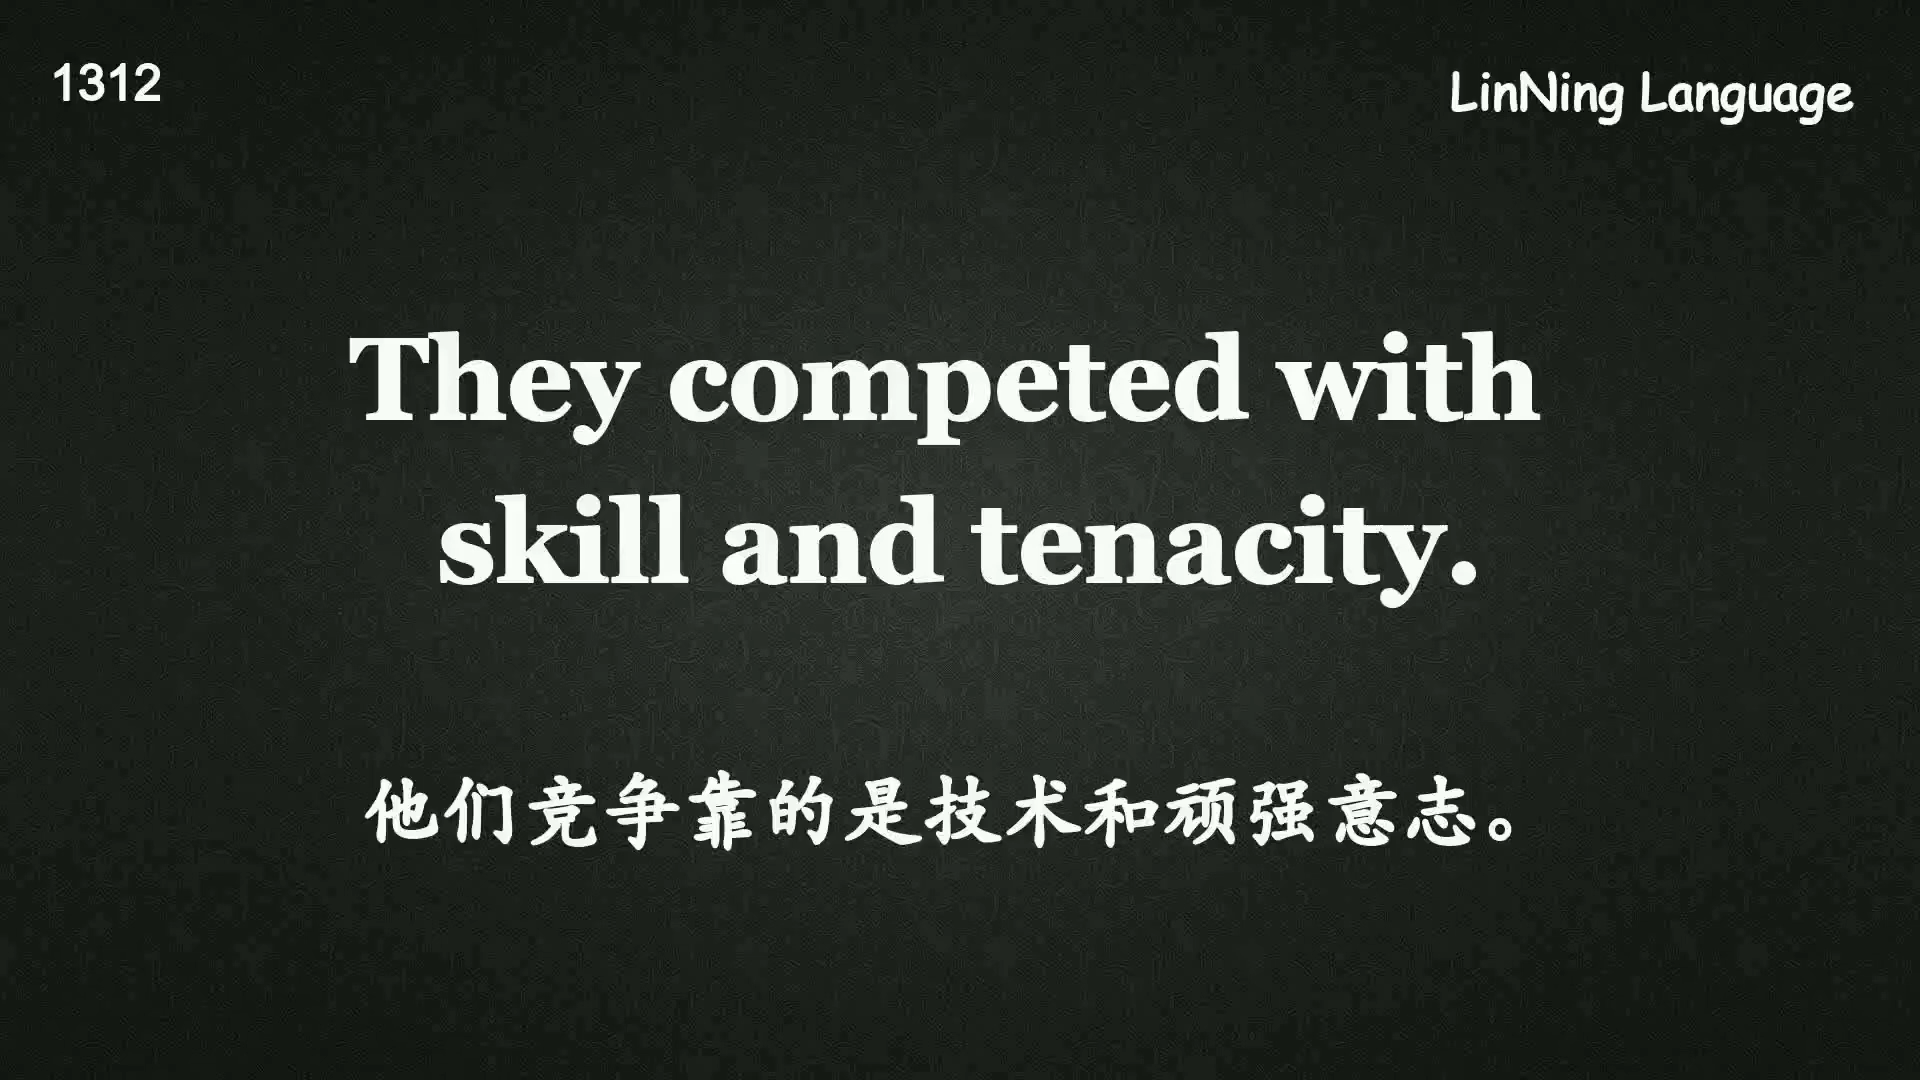 1312
LinNing Language
They competed with
skill and tenacity.
他们竞争靠的是技术和顽强意志。